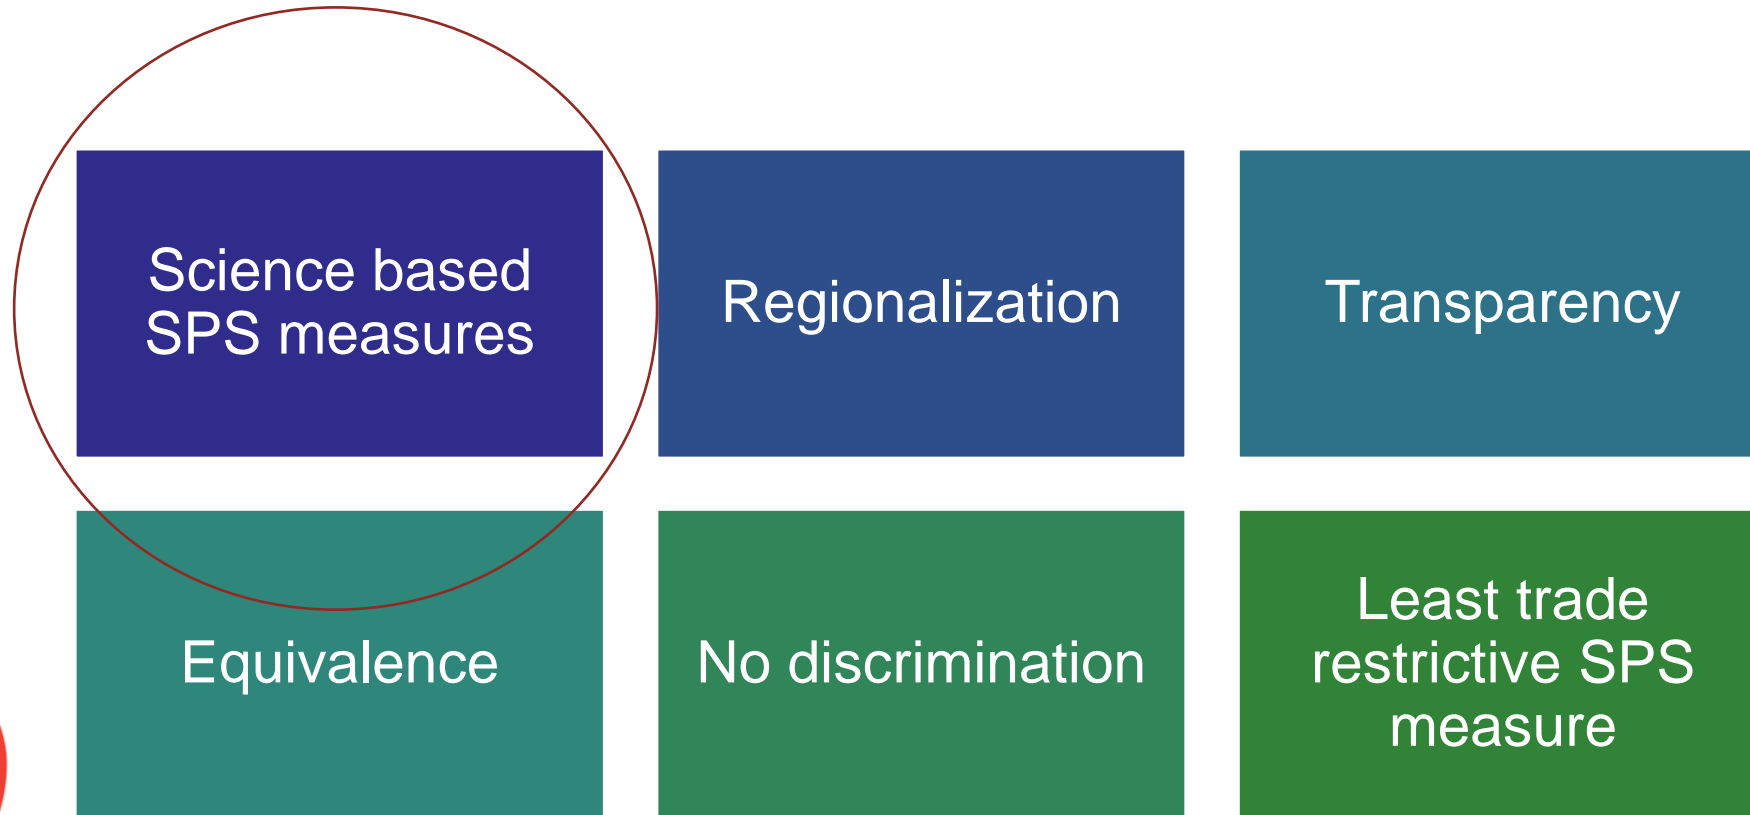 Science based
SPS measures
Regionalization
Transparency
Equivalence
No discrimination
Least trade
restrictive SPS
measure